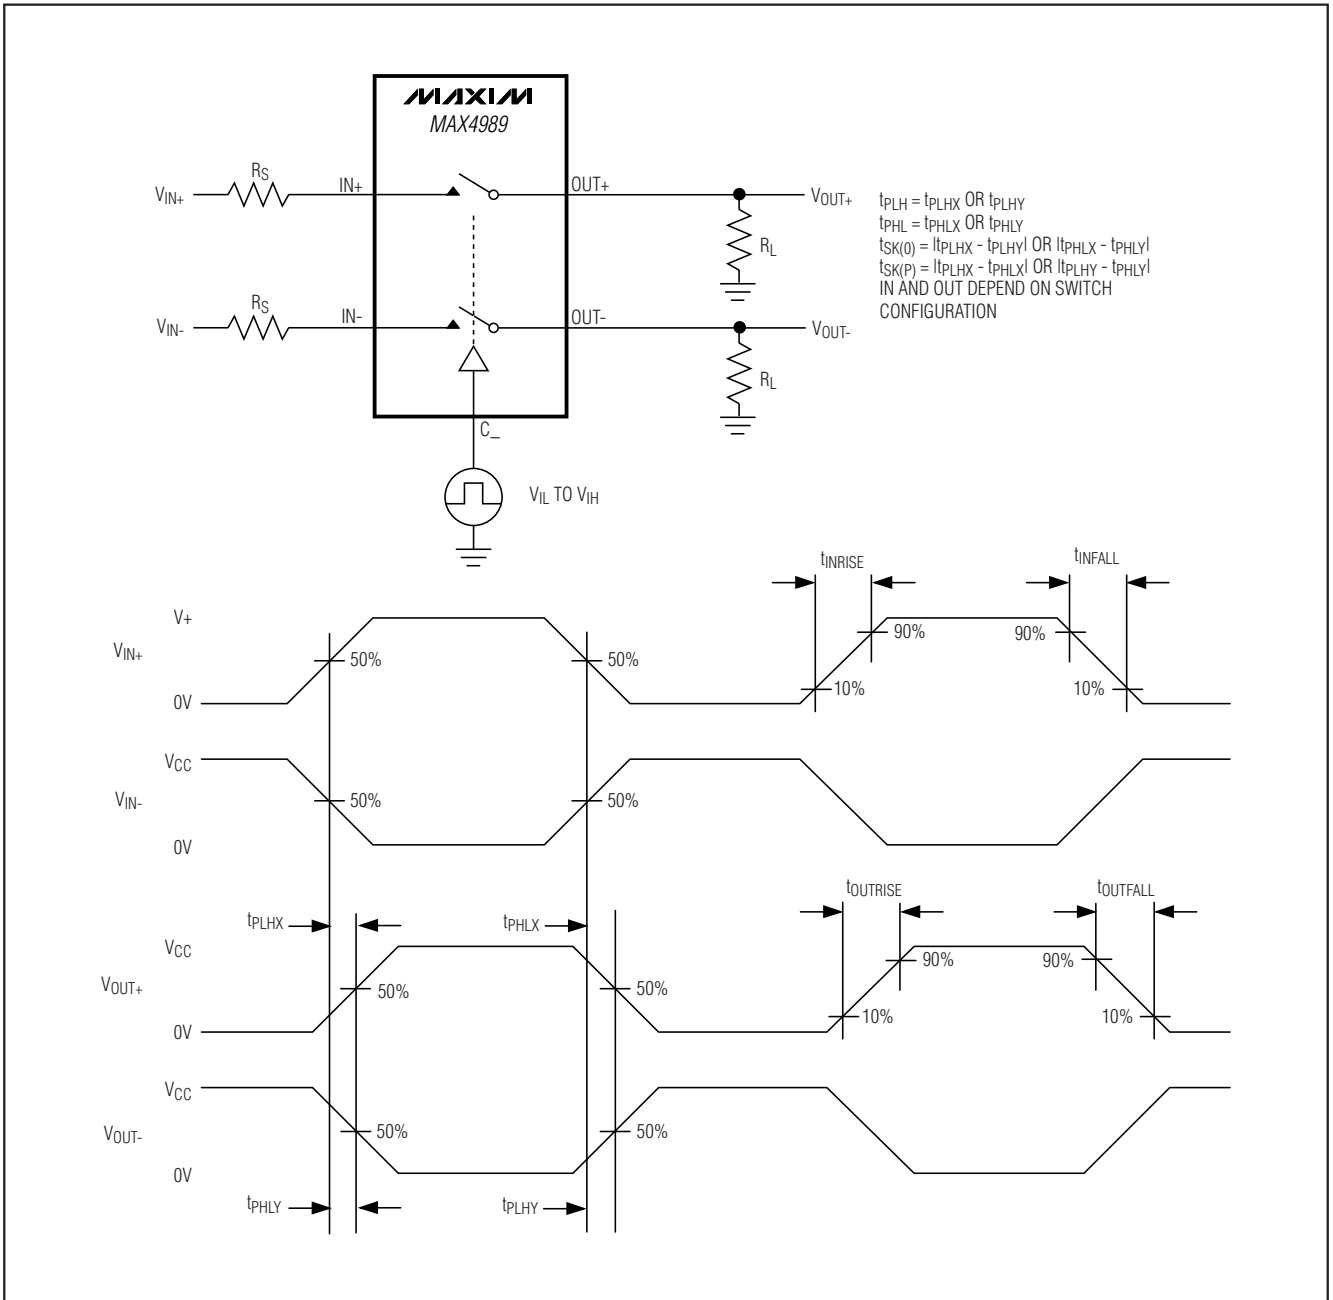 MAXIM
MAX4989
RS
IN+
OUT+
VIN+
VOUT+
RL
tPLH = tPLHX OR tPLHY
tPHL = tPHLX OR tPHLY
tSK(0) = |tPLHX - tPLHY| OR |tPHLX - tPHLY|
tSK(P) = |tPLHX - tPHLX| OR |tPLHY - tPHLY|
IN AND OUT DEPEND ON SWITCH
CONFIGURATION
RS
IN-
OUT-
VIN-
VOUT-
RL
C_
VIL TO VIH
tINRISE
tINFALL
V+
VIN+
0V
50%
50%
90%
90%
10%
10%
VCC
VIN-
0V
50%
50%
tPLHX
tPHLX
tOUTRISE
tOUTFALL
VCC
VOUT+
0V
50%
50%
90%
90%
10%
10%
VCC
VOUT-
0V
50%
50%
tPHLY
tPLHY